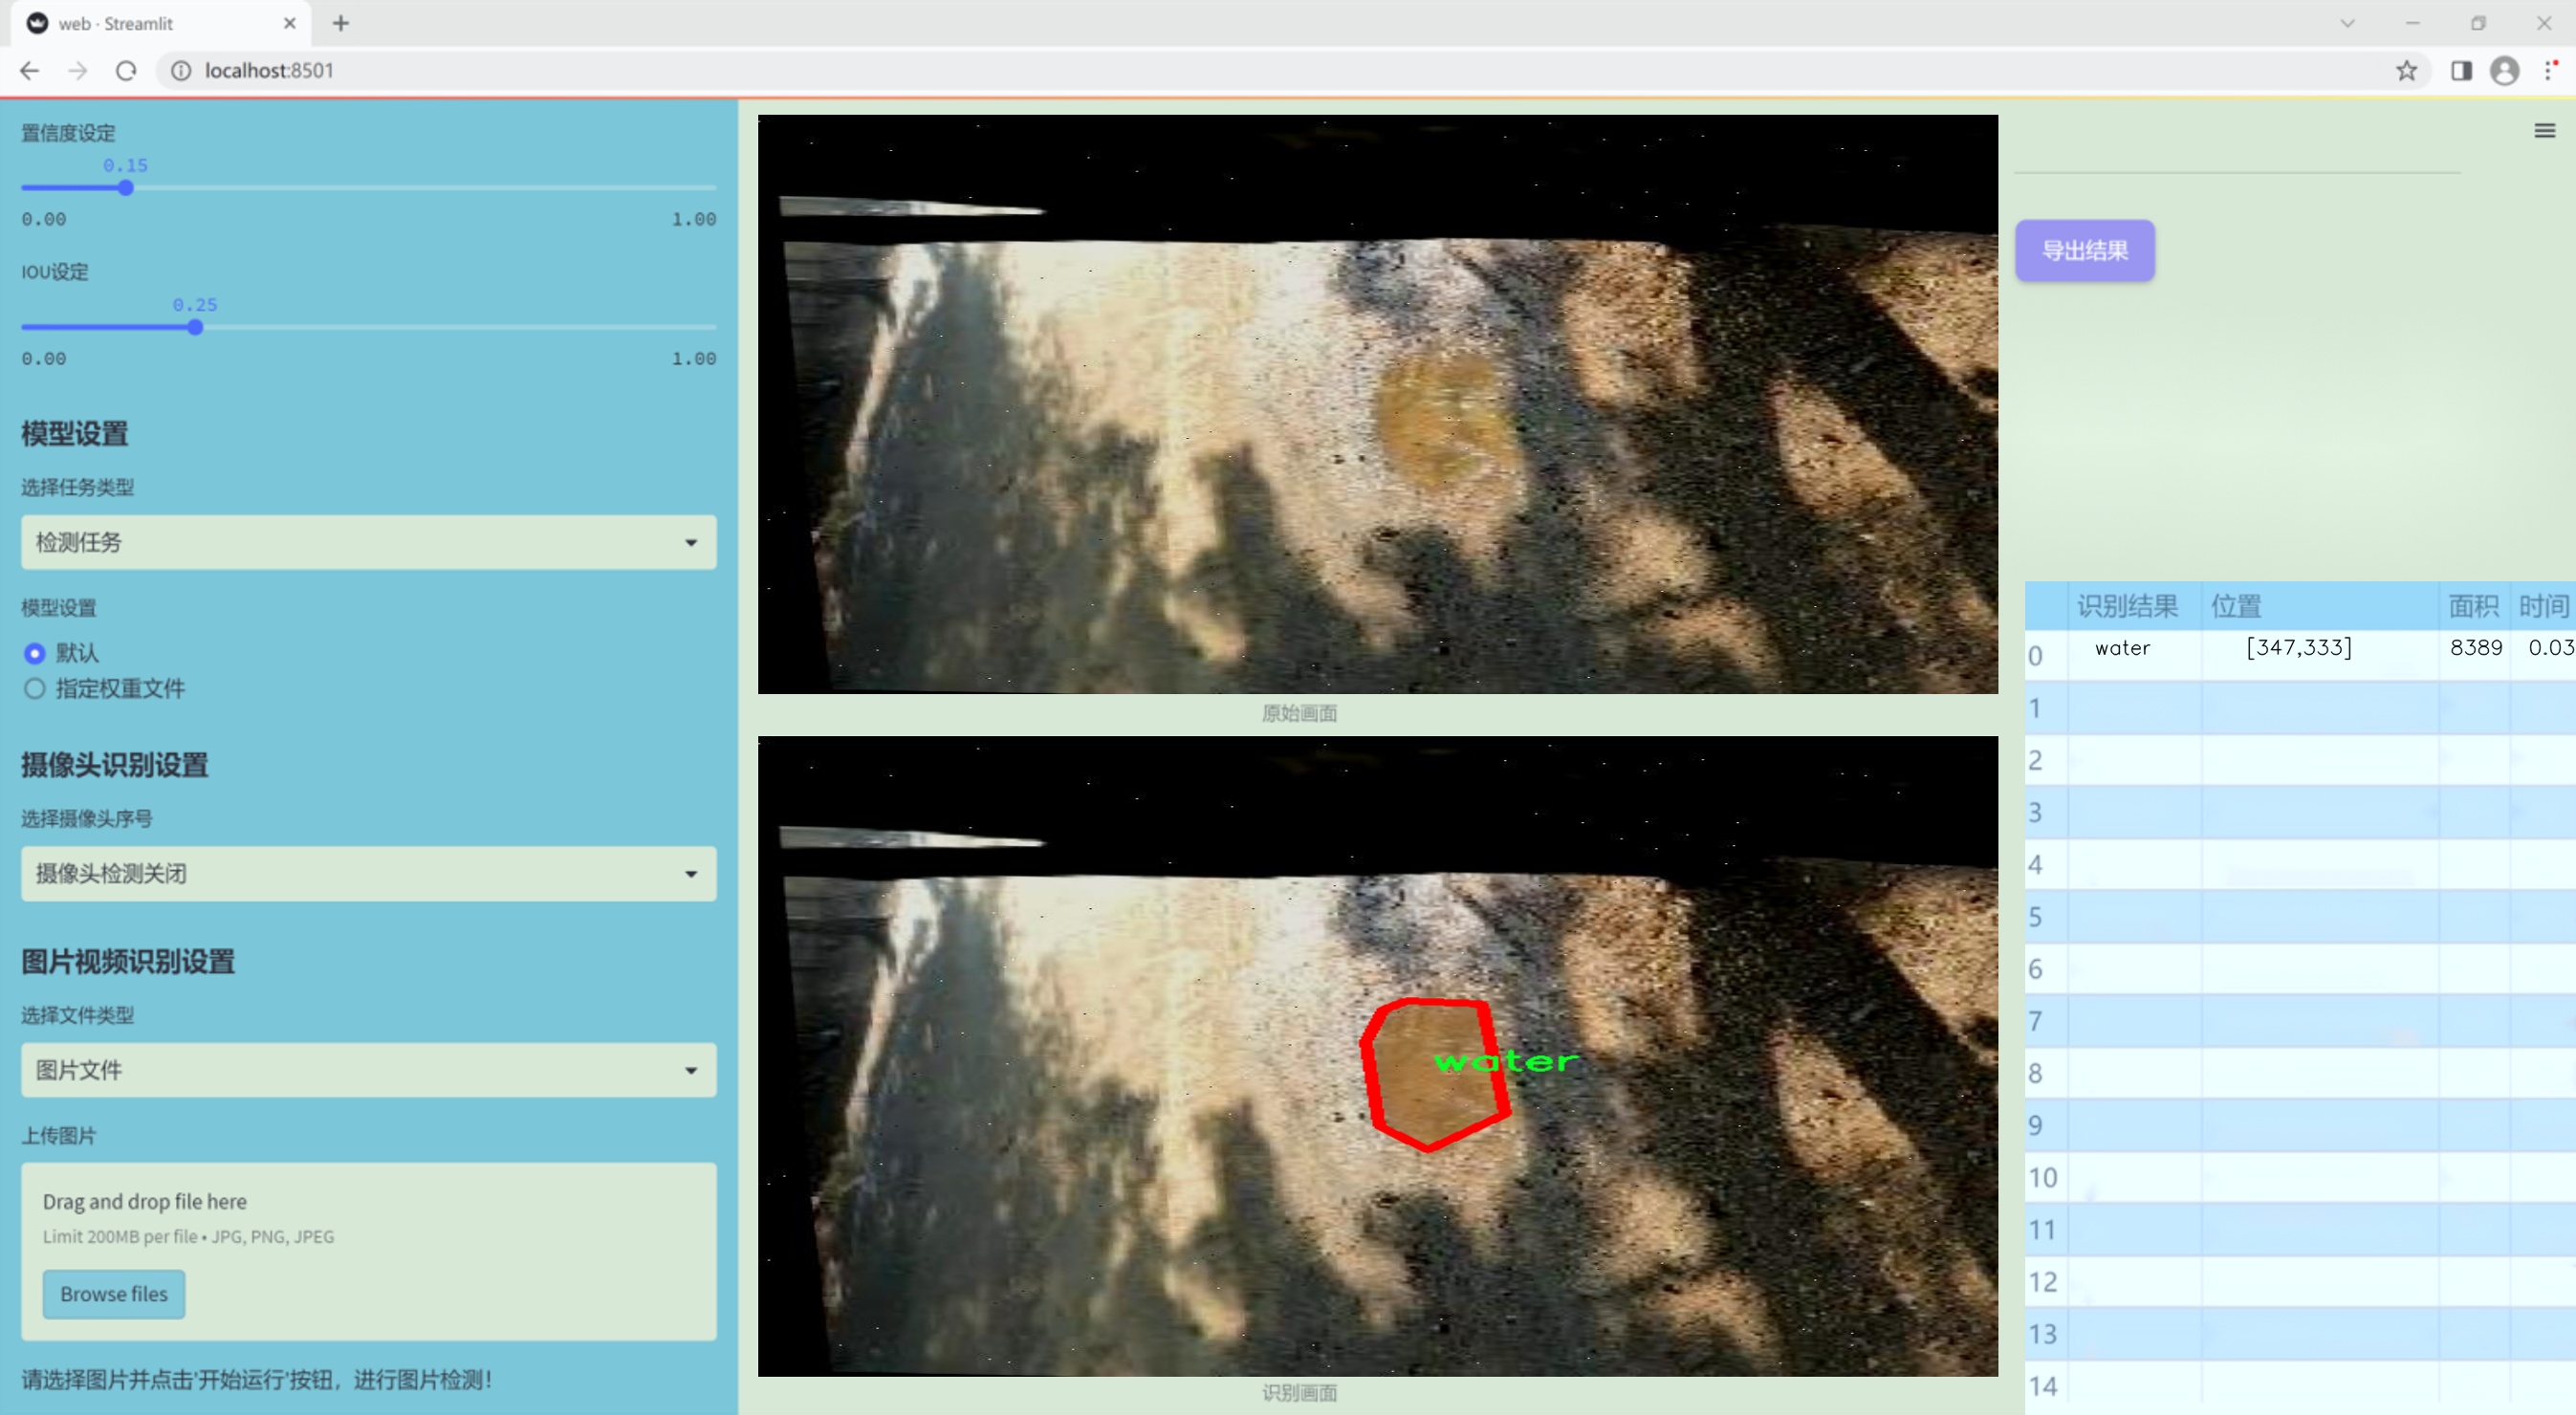 web · Streamlit
localhost:8501
置信度设定
0.15
0.00 1.00
IOU设定
0.25
0.00 1.00
模型设置
选择任务类型
检测任务
模型设置
默认
指定权重文件
摄像头识别设置
选择摄像头序号
摄像头检测关闭
图片视频识别设置
选择文件类型
图片文件
上传图片
Drag and drop file here
Limit 200MB per file • JPG, PNG, JPEG
Browse files
请选择图片并点击'开始运行'按钮，进行图片检测！
原始画面
water
识别画面
导出结果
识别结果 位置 面积 时间
0 water [347,333] 8389 0.03
1
2
3
4
5
6
7
8
9
10
11
12
13
14